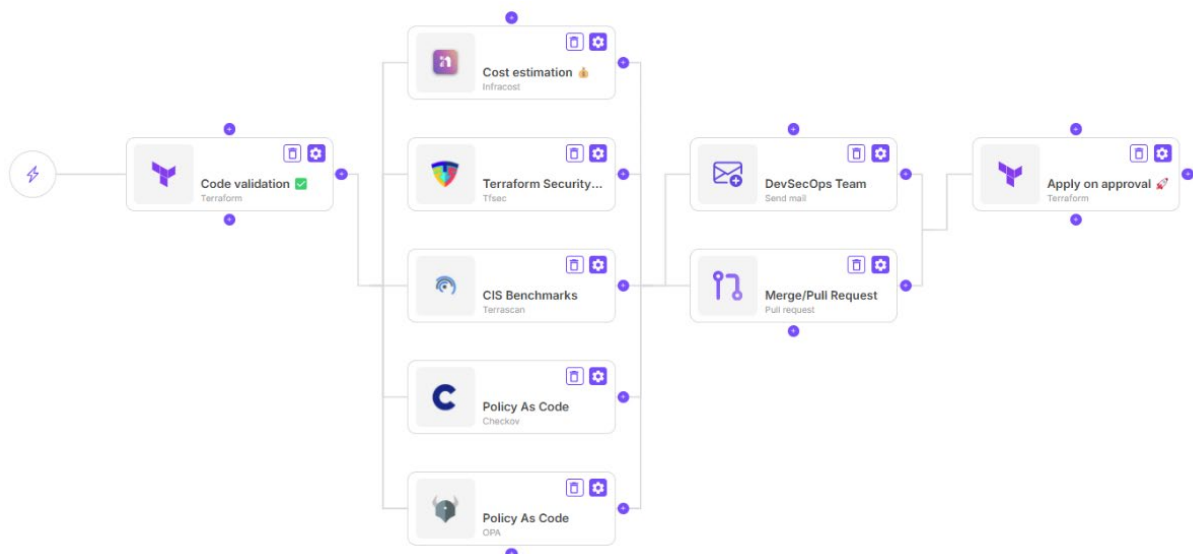 Code validation ✅
Terraform
Cost estimation 💰
Infracost
Terraform Security...
Tfsec
CIS Benchmarks
Terrascan
Policy As Code
Checkov
Policy As Code
OPA
DevSecOps Team
Send mail
Merge/Pull Request
Pull request
Apply on approval 🚀
Terraform